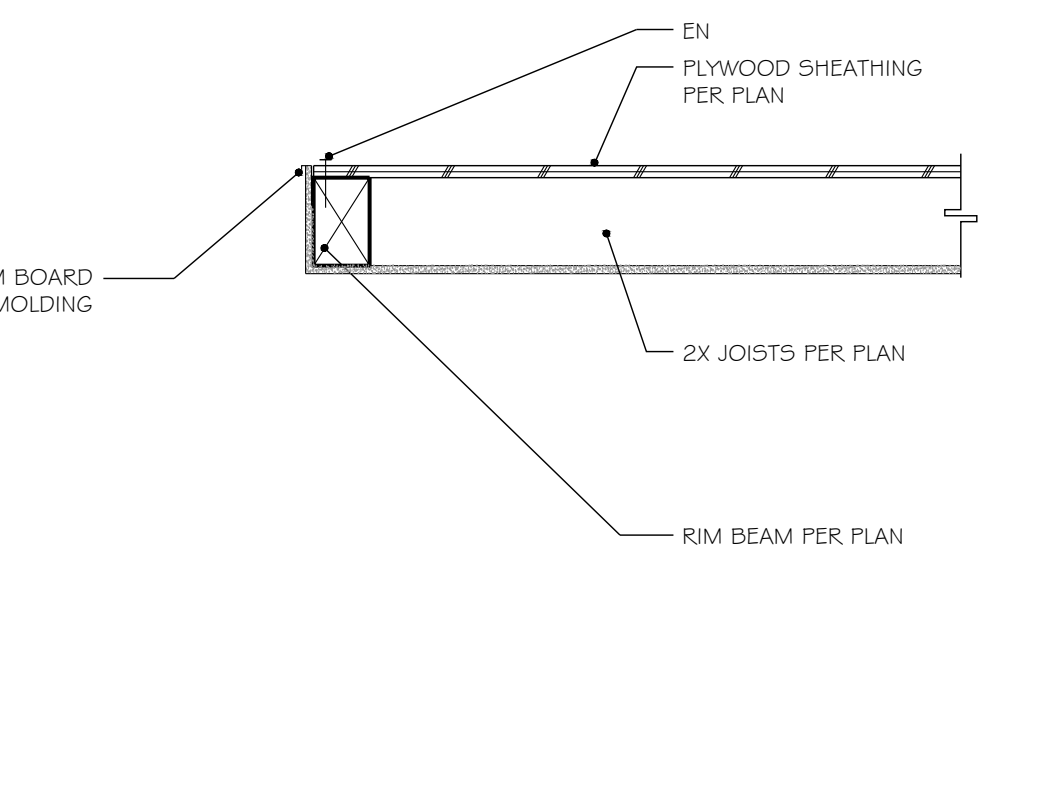 EN
PLYWOOD SHEATHING
PER PLAN
BOARD
MOLDING
2X JOISTS PER PLAN
RIM BEAM PER PLAN